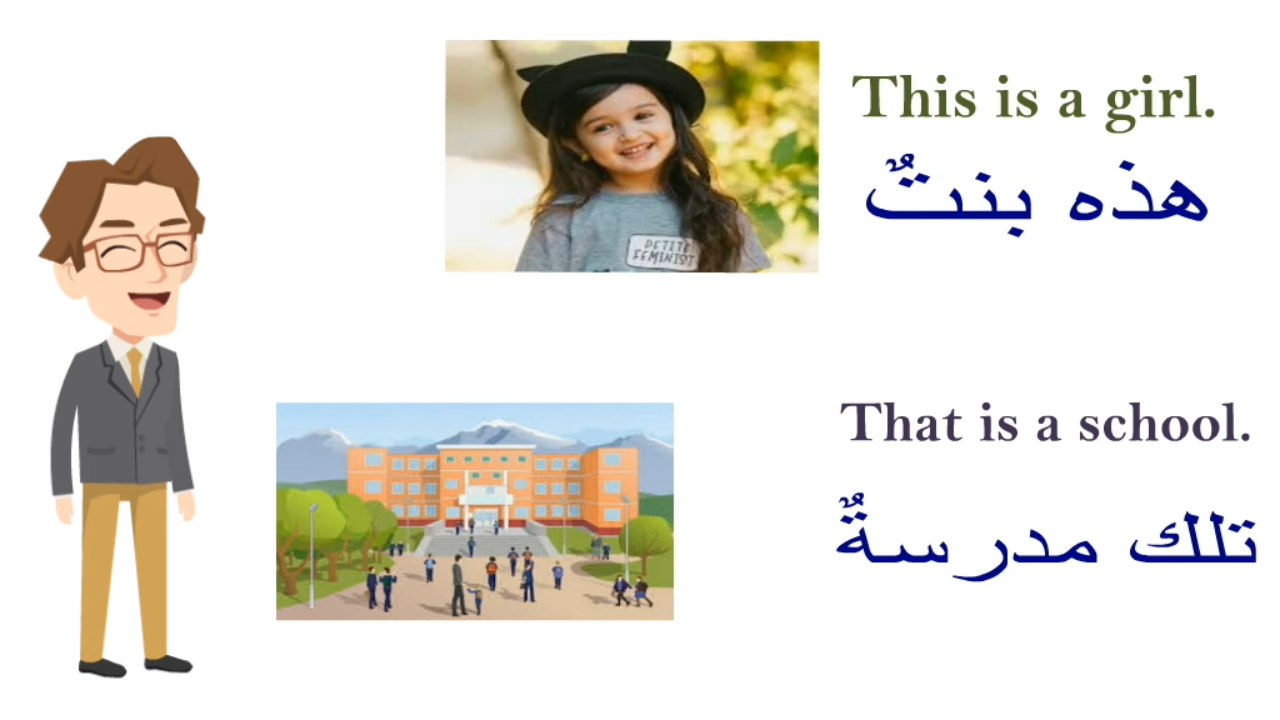 This is a girl.
هذه بنتٌ
PETITE
FEMINIST
That is a school.
تلك مدرسةٌ